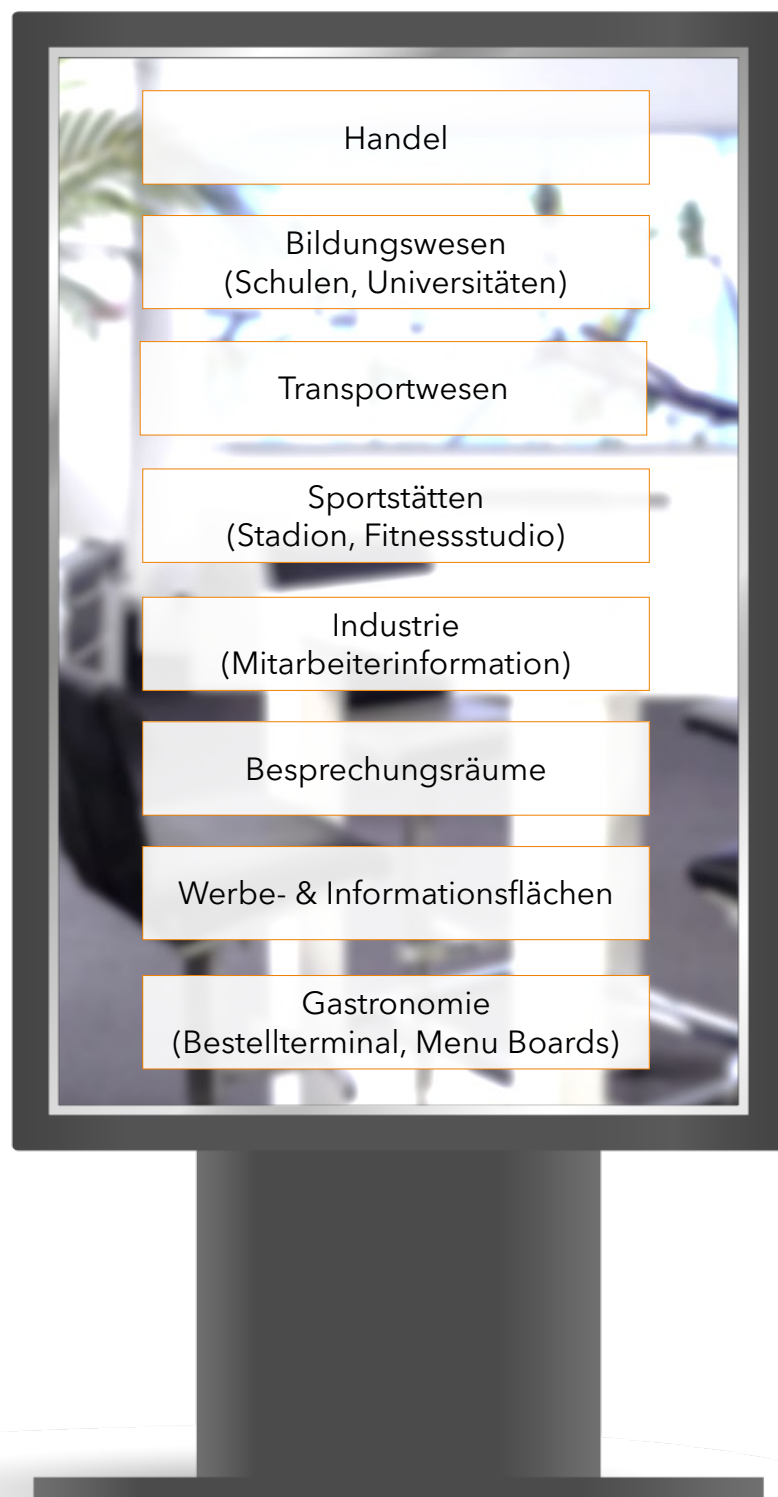 Handel
Bildungswesen
(Schulen, Universitäten)
Transportwesen
Sportstätten
(Stadion, Fitnessstudio)
Industrie
(Mitarbeiterinformation)
Besprechungsräume
Werbe- & Informationsflächen
Gastronomie
(Bestellterminal, Menu Boards)